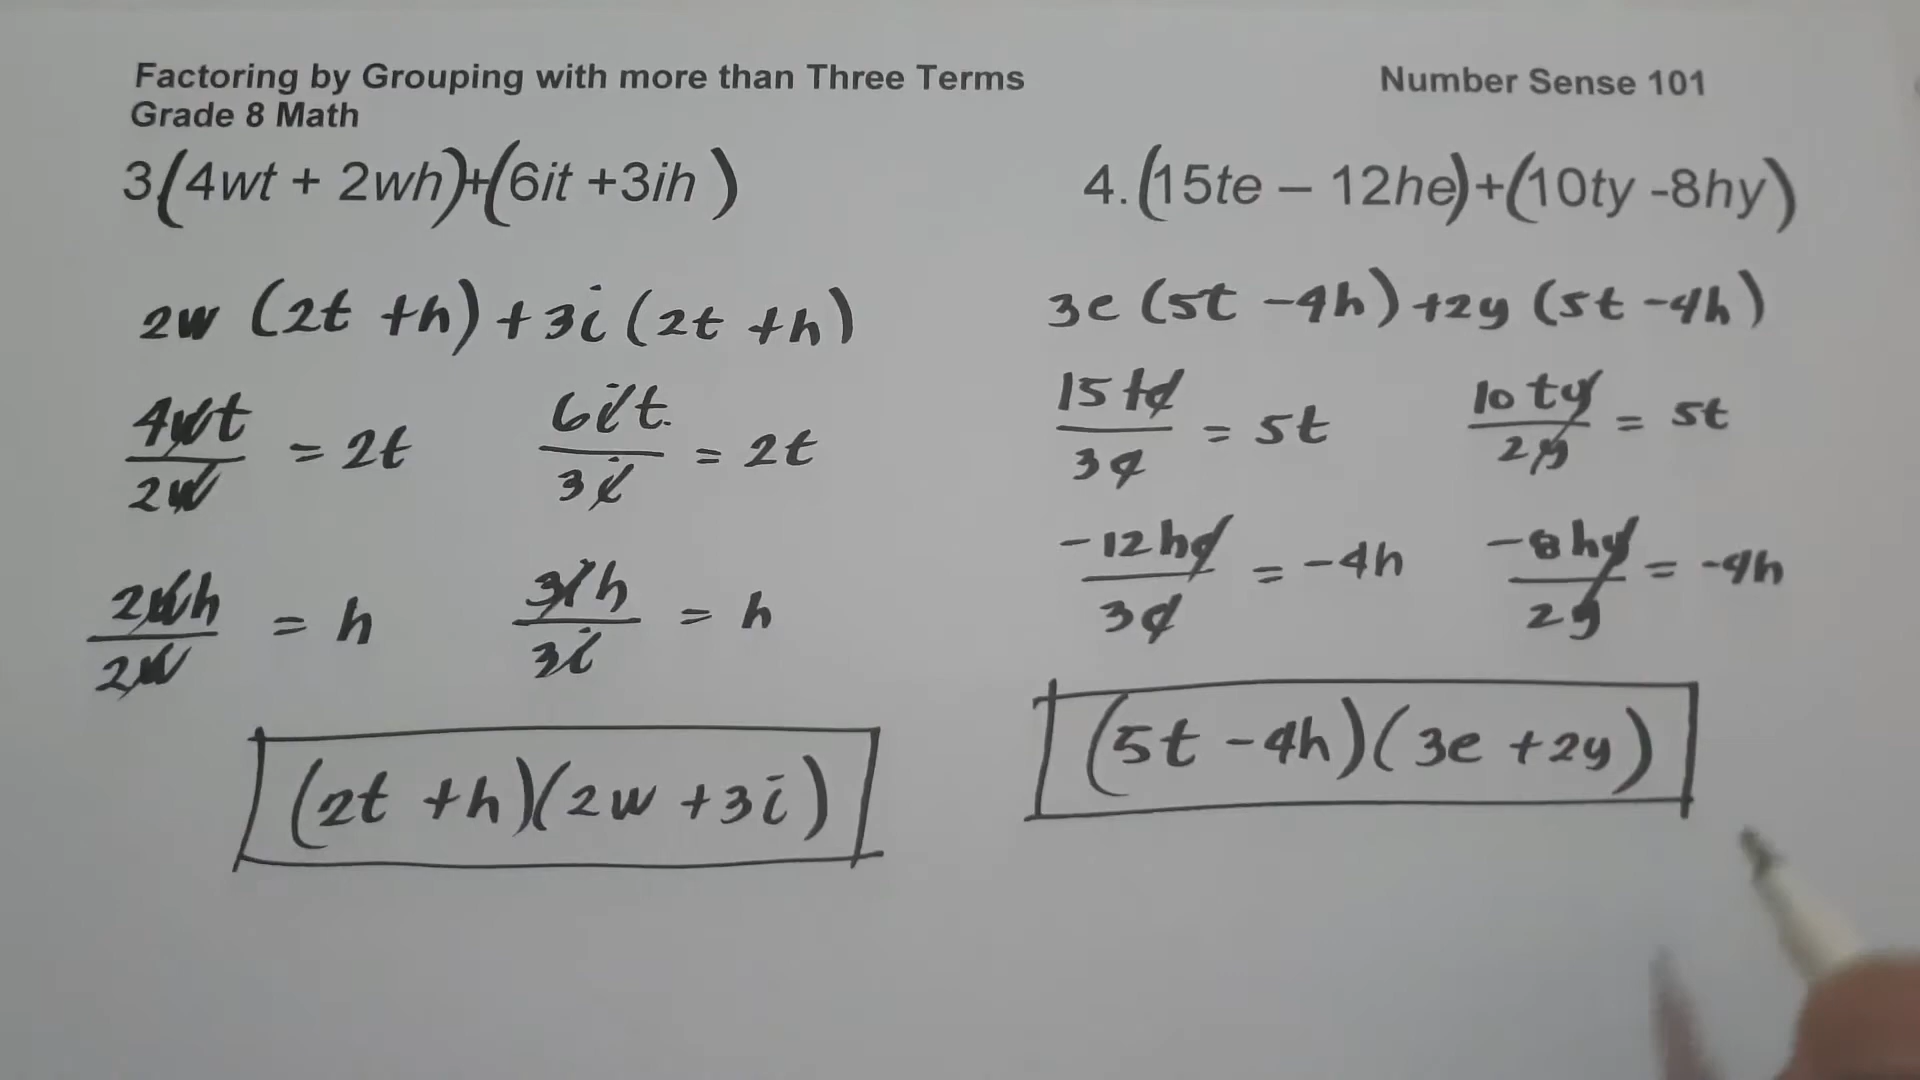 Factoring by Grouping with more than Three Terms
Grade 8 Math
Number Sense 101
3(4wt + 2wh)+(6it +3ih )
2w (2t +h) + 3i (2t +h)
4wt/2w = 2t
6it/3i = 2t
2wh/2w = h
3ih/3i = h
(2t +h)(2w +3i)
4. (15te – 12he)+(10ty -8hy)
3e (5t -4h) +2y (5t -4h)
15te/3e = 5t
10ty/2y = 5t
-12he/3e = -4h
-8hy/2y = -4h
(5t -4h)(3e +2y)